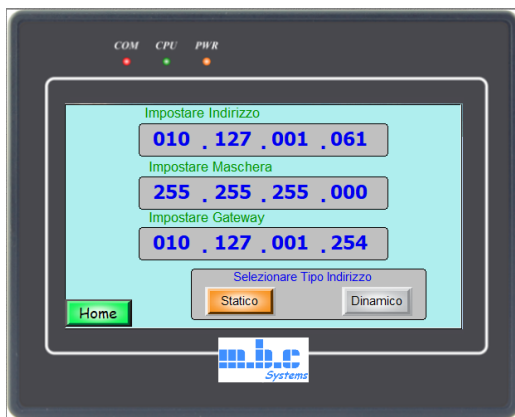 COM CPU PWR
Impostare Indirizzo
010 . 127 . 001 . 061
Impostare Maschera
255 . 255 . 255 . 000
Impostare Gateway
010 . 127 . 001 . 254
Selezionare Tipo Indirizzo
Statico Dinamico
Home
m.b.c
Systems